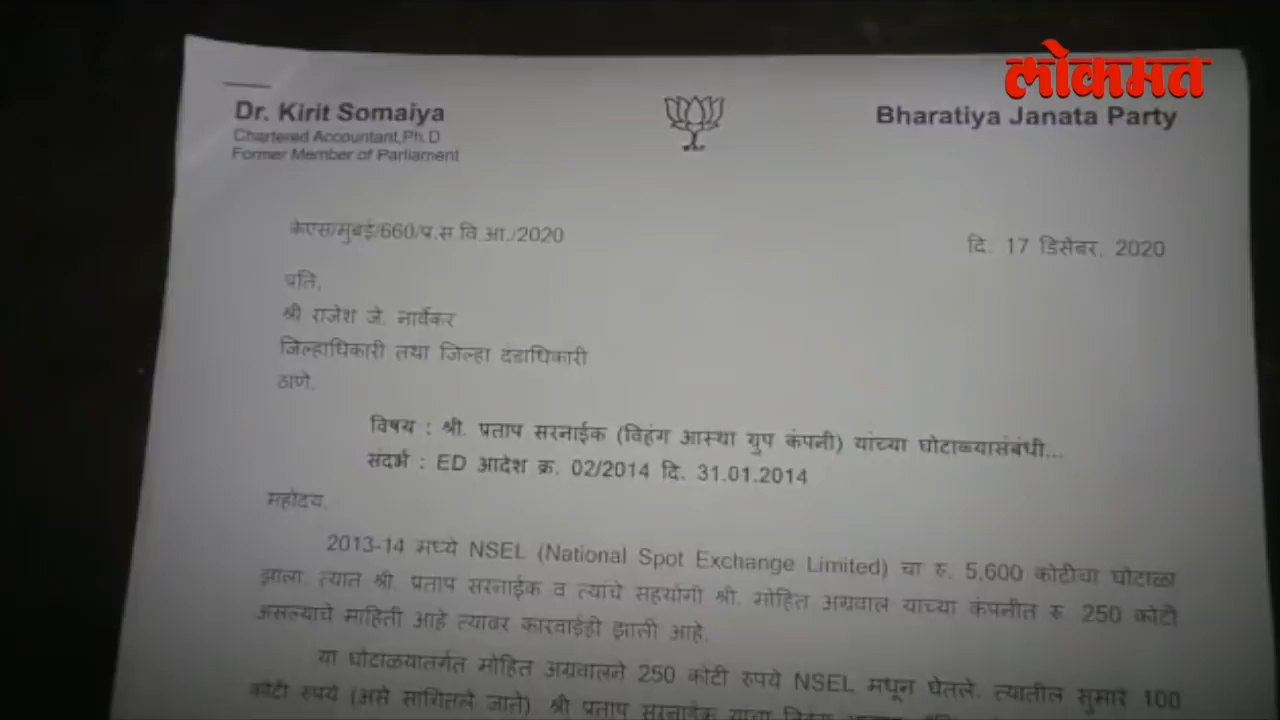 लोकमत
Dr. Kirit Somaiya
Chartered Accountant,Ph.D
Former Member of Parliament
Bharatiya Janata Party
केएस/मुंबई/660/प.स.वि.आ./2020
दि. 17 डिसेंबर, 2020
प्रति,
श्री राजेश जे. नार्वेकर
जिल्हाधिकारी तथा जिल्हा दंडाधिकारी
ठाणे.
विषय : श्री. प्रताप सरनाईक (विहंग आस्था ग्रुप कंपनी) यांच्या घोटाळ्यासंबंधी...
संदर्भ : ED आदेश क्र. 02/2014 दि. 31.01.2014
महोदय,
2013-14 मध्ये NSEL (National Spot Exchange Limited) चा रु. 5,600 कोटीचा घोटाळा
झाला. त्यात श्री. प्रताप सरनाईक व त्यांचे सहयोगी श्री. मोहित अग्रवाल यांच्या कंपनीत रु 250 कोटी
असल्याचे माहिती आहे त्यावर कारवाईही झाली आहे.
या घोटाळयातर्गत मोहित अग्रवालने 250 कोटी रुपये NSEL मधून घेतले. त्यातील सुमारे 100
कोटी रुपये (असे सांगितले जाते) श्री प्रताप सरनाईक यांचा विहंग